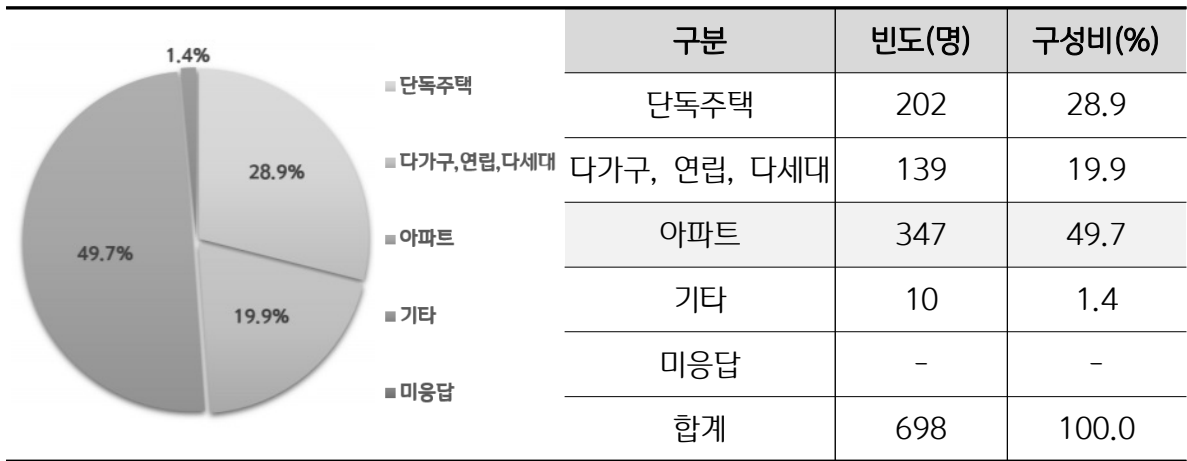 1.4%
28.9%
49.7%
19.9%
단독주택
다가구,연립,다세대
아파트
기타
미응답
구분 빈도(명) 구성비(%)
단독주택 202 28.9
다가구, 연립, 다세대 139 19.9
아파트 347 49.7
기타 10 1.4
미응답 - -
합계 698 100.0